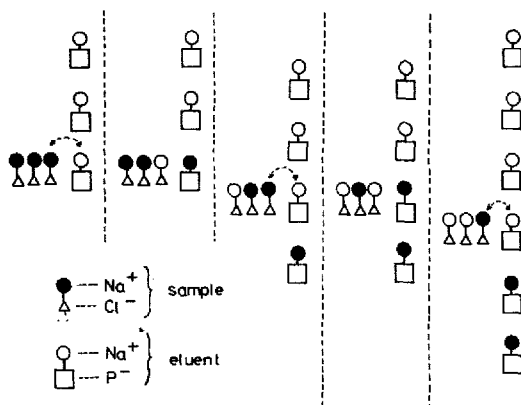 Na⁺
Cl⁻
sample
Na⁺
P⁻
eluent